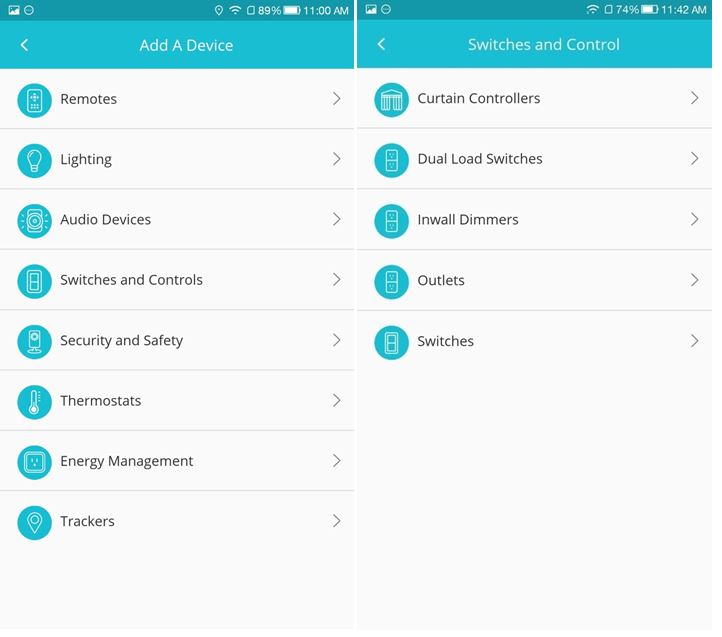 89% 11:00 AM
Add A Device
Remotes
Lighting
Audio Devices
Switches and Controls
Security and Safety
Thermostats
Energy Management
Trackers
74% 11:42 AM
Switches and Control
Curtain Controllers
Dual Load Switches
Inwall Dimmers
Outlets
Switches